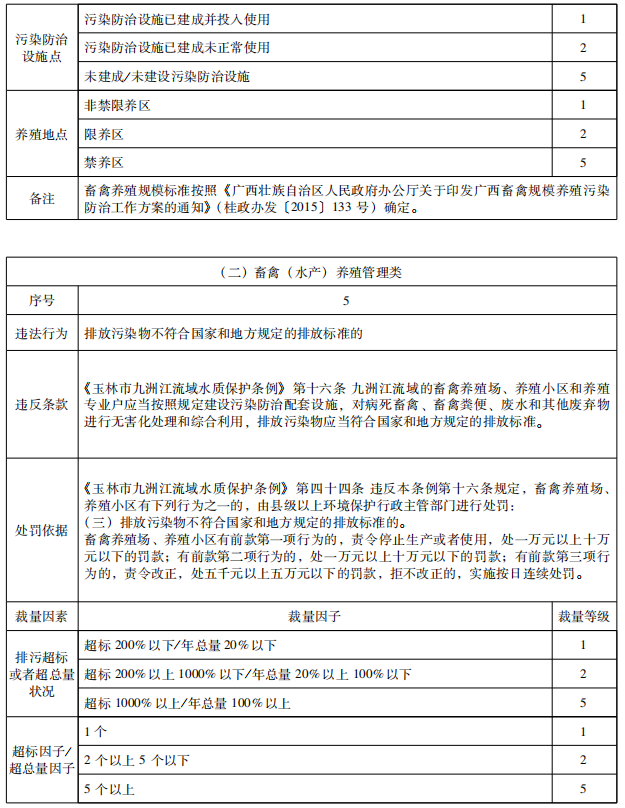 污染防治
设施点
污染防治设施已建成并投入使用 1
污染防治设施已建成未正常使用 2
未建成/未建设污染防治设施 5
养殖地点
非禁限养区 1
限养区 2
禁养区 5
备注
畜禽养殖规模标准按照《广西壮族自治区人民政府办公厅关于印发广西畜禽规模养殖污染
防治工作方案的通知》(桂政办发〔2015〕133 号)确定。
(二)畜禽(水产)养殖管理类
序号 5
违法行为 排放污染物不符合国家和地方规定的排放标准的
违反条款
《玉林市九洲江流域水质保护条例》第十六条 九洲江流域的畜禽养殖场、养殖小区和养殖
专业户应当按照规定建设污染防治配套设施，对病死畜禽、畜禽粪便、废水和其他废弃物
进行无害化处理和综合利用，排放污染物应当符合国家和地方规定的排放标准。
处罚依据
《玉林市九洲江流域水质保护条例》第四十四条 违反本条例第十六条规定，畜禽养殖场、
养殖小区有下列行为之一的，由县级以上环境保护行政主管部门进行处罚:
(三)排放污染物不符合国家和地方规定的排放标准的。
畜禽养殖场、养殖小区有前款第一项行为的，责令停止生产或者使用，处一万元以上十万
元以下的罚款；有前款第二项行为的，处一万元以上十万元以下的罚款；有前款第三项行
为的，责令改正，处五千元以上五万元以下的罚款，拒不改正的，实施按日连续处罚。
裁量因素 裁量因子 裁量等级
排污超标
或者超总量
状况
超标 200%以下/年总量 20%以下 1
超标 200%以上 1000%以下/年总量 20%以上 100%以下 2
超标 1000%以上/年总量 100%以上 5
超标因子/
超总量因子
1 个 1
2 个以上 5 个以下 2
5 个以上 5